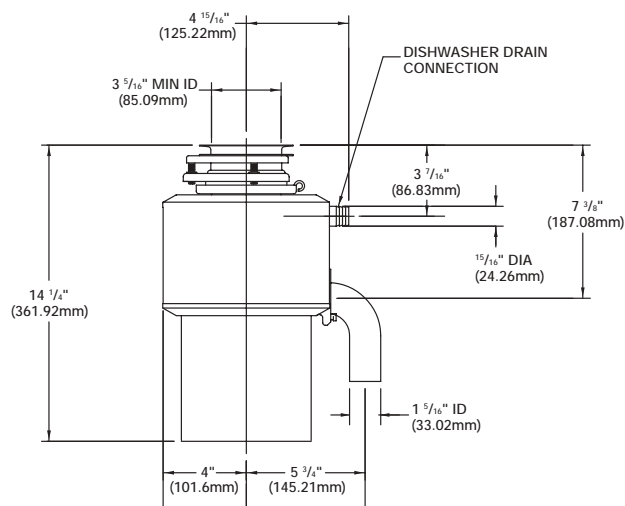 4 15/16"
(125.22mm)
DISHWASHER DRAIN
CONNECTION
3 5/16" MIN ID
(85.09mm)
3 7/16"
(86.83mm)
7 3/8"
(187.08mm)
15/16" DIA
(24.26mm)
14 1/4"
(361.92mm)
1 5/16" ID
(33.02mm)
4"
(101.6mm)
5 3/4"
(145.21mm)